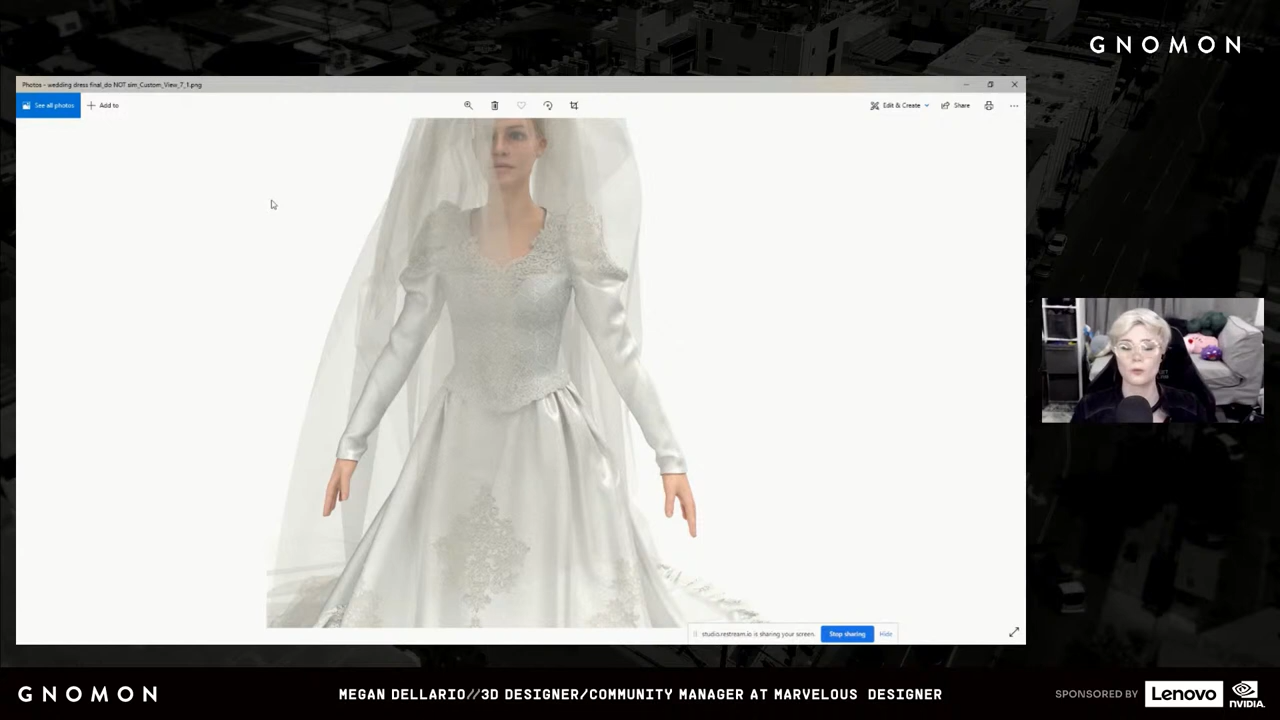 GNOMON
Photos - wedding dress final_do NOT sim_Custom_View_7_1.png
See all photos
Add to
Edit & Create
Share
studio.restream.io is sharing your screen.
Stop sharing
Hide
GNOMON
MEGAN DELLARIO//3D DESIGNER/COMMUNITY MANAGER AT MARVELOUS DESIGNER
SPONSORED BY
Lenovo
NVIDIA.